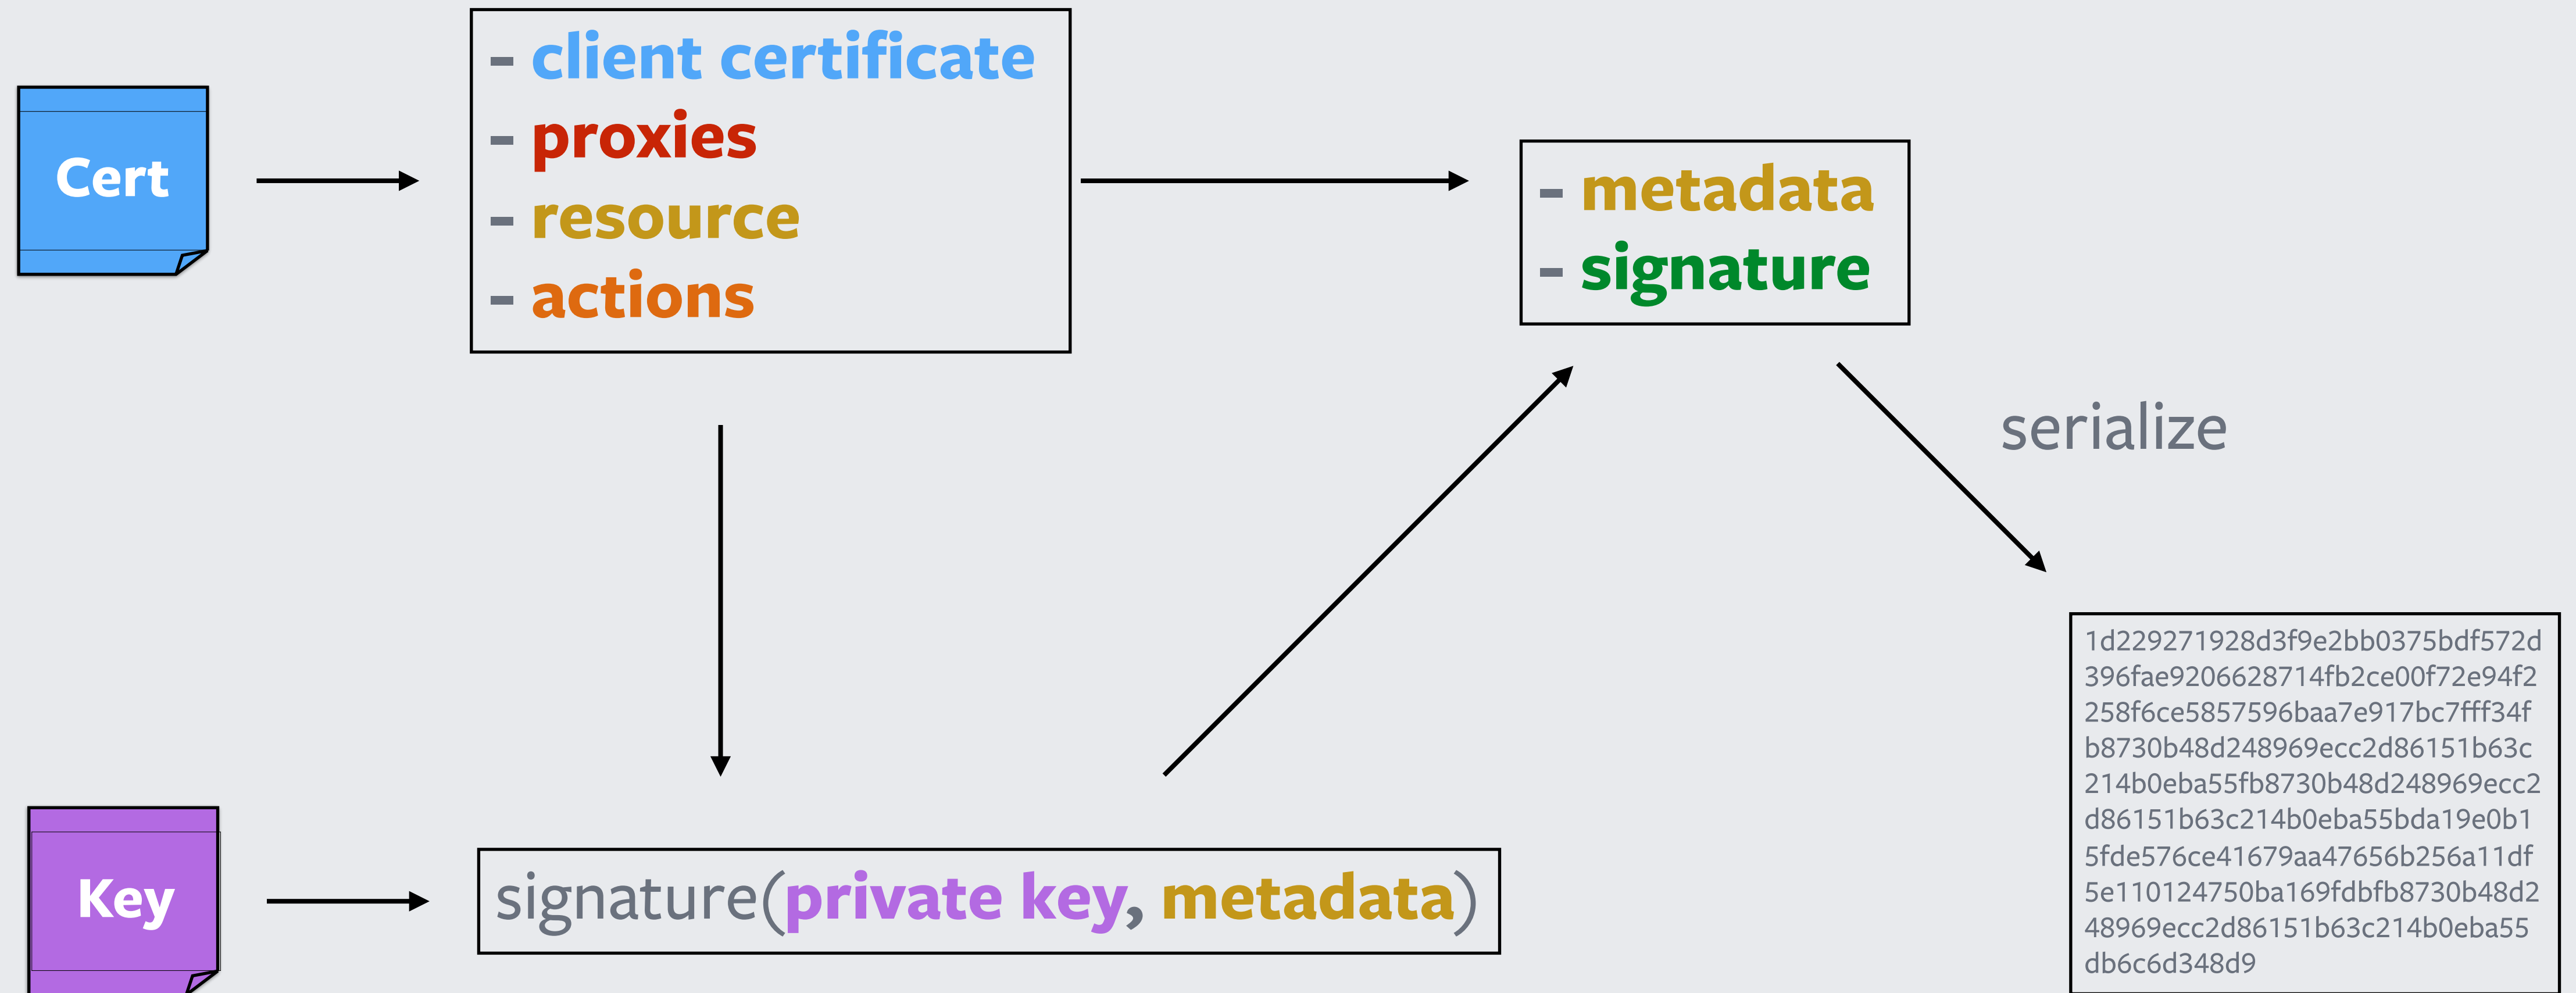 Cert
- client certificate
- proxies
- resource
- actions
- metadata
- signature
serialize
Key
signature(private key, metadata)
1d229271928d3f9e2bb0375bdf572d
396fae9206628714fb2ce00f72e94f2
258f6ce5857596baa7e917bc7fff34f
b8730b48d248969ecc2d86151b63c
214b0eba55fb8730b48d248969ecc2
d86151b63c214b0eba55bda19e0b1
5fde576ce41679aa47656b256a11df
5e110124750ba169fdbfb8730b48d2
48969ecc2d86151b63c214b0eba55
db6c6d348d9